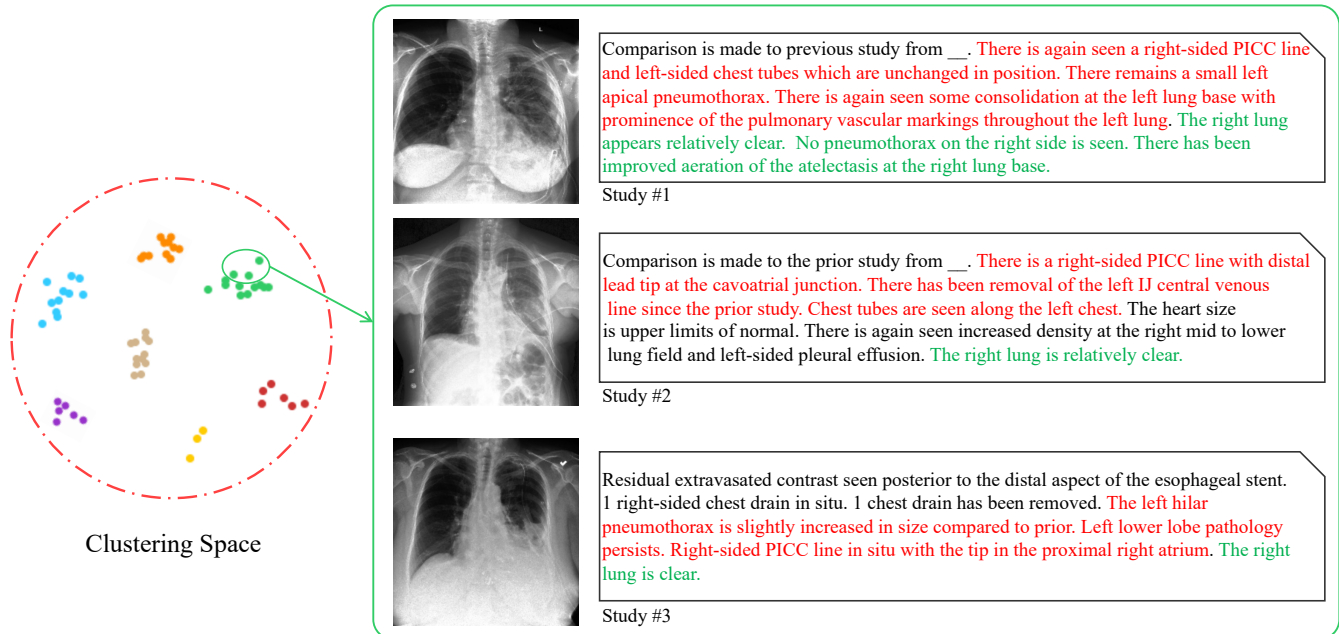 Comparison is made to previous study from __. There is again seen a right-sided PICC line
and left-sided chest tubes which are unchanged in position. There remains a small left
apical pneumothorax. There is again seen some consolidation at the left lung base with
prominence of the pulmonary vascular markings throughout the left lung. The right lung
appears relatively clear.  No pneumothorax on the right side is seen. There has been
improved aeration of the atelectasis at the right lung base.
Study #1
Comparison is made to the prior study from __. There is a right-sided PICC line with distal
lead tip at the cavoatrial junction. There has been removal of the left IJ central venous
line since the prior study. Chest tubes are seen along the left chest. The heart size
is upper limits of normal. There is again seen increased density at the right mid to lower
lung field and left-sided pleural effusion. The right lung is relatively clear.
Study #2
Residual extravasated contrast seen posterior to the distal aspect of the esophageal stent.
1 right-sided chest drain in situ. 1 chest drain has been removed. The left hilar
pneumothorax is slightly increased in size compared to prior. Left lower lobe pathology
persists. Right-sided PICC line in situ with the tip in the proximal right atrium. The right
lung is clear.
Study #3
Clustering Space